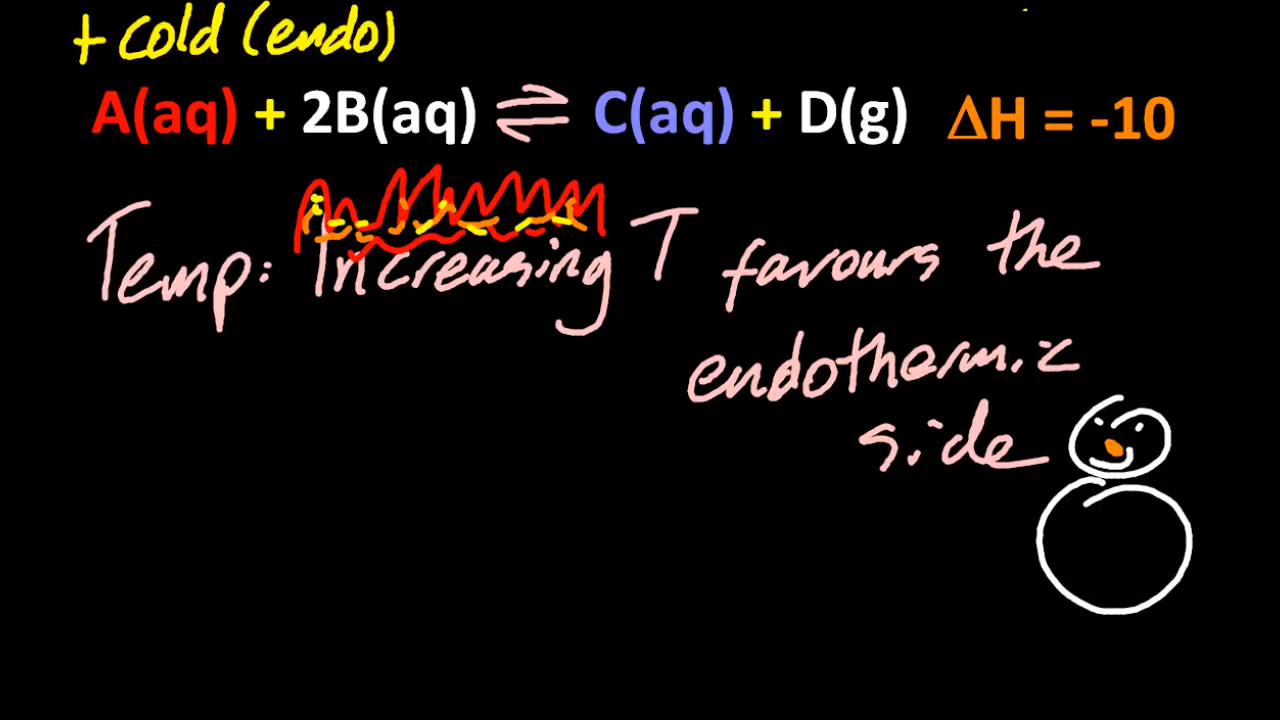 + cold (endo)
A(aq) + 2B(aq) ⇌ C(aq) + D(g) ΔH = -10
Temp: Increasing T favours the
endothermic
side